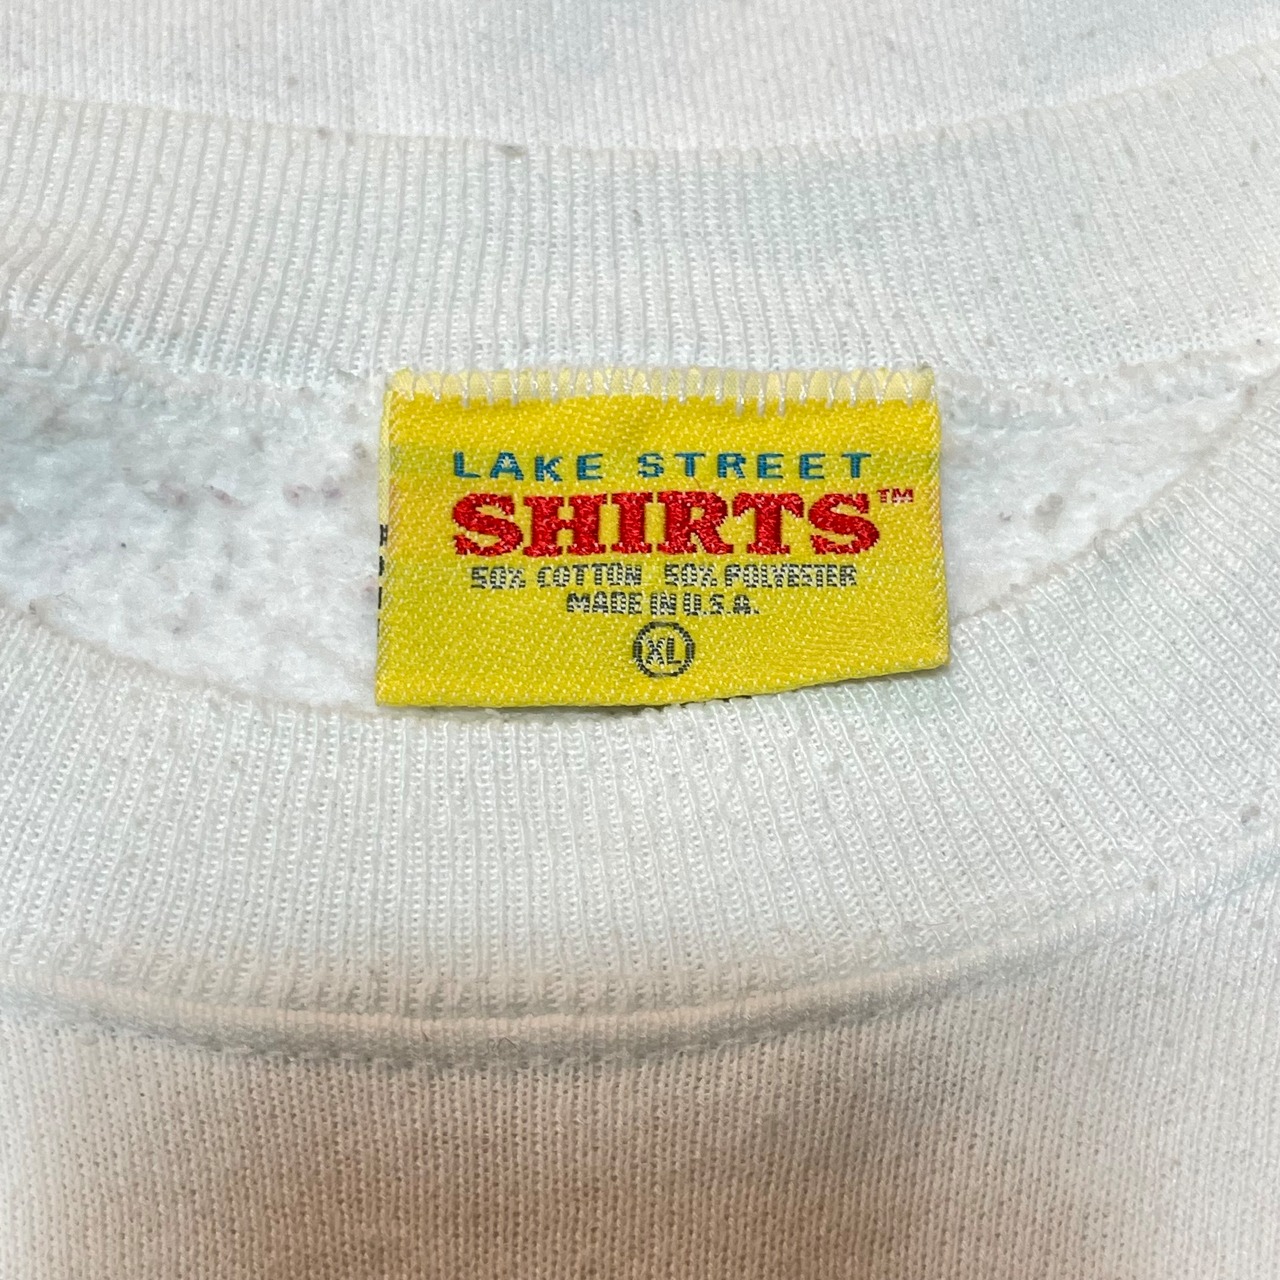 LAKE STREET
SHIRTS™
50% COTTON 50% POLYESTER
MADE IN U.S.A.
XL